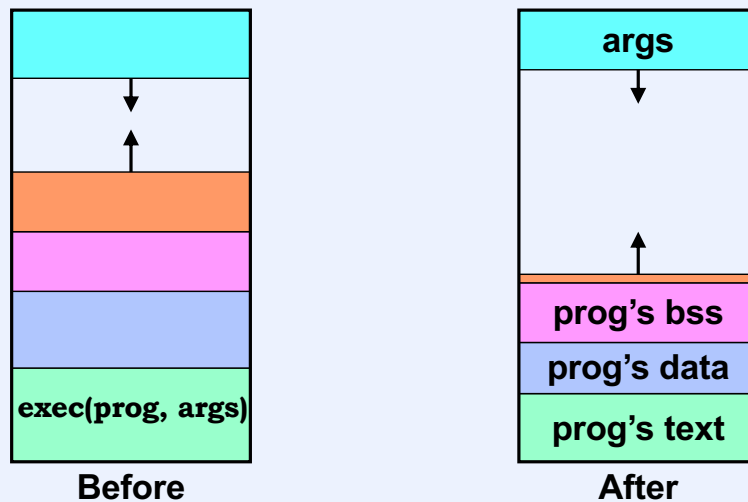 exec(prog, args)
Before
args
prog’s bss
prog’s data
prog’s text
After